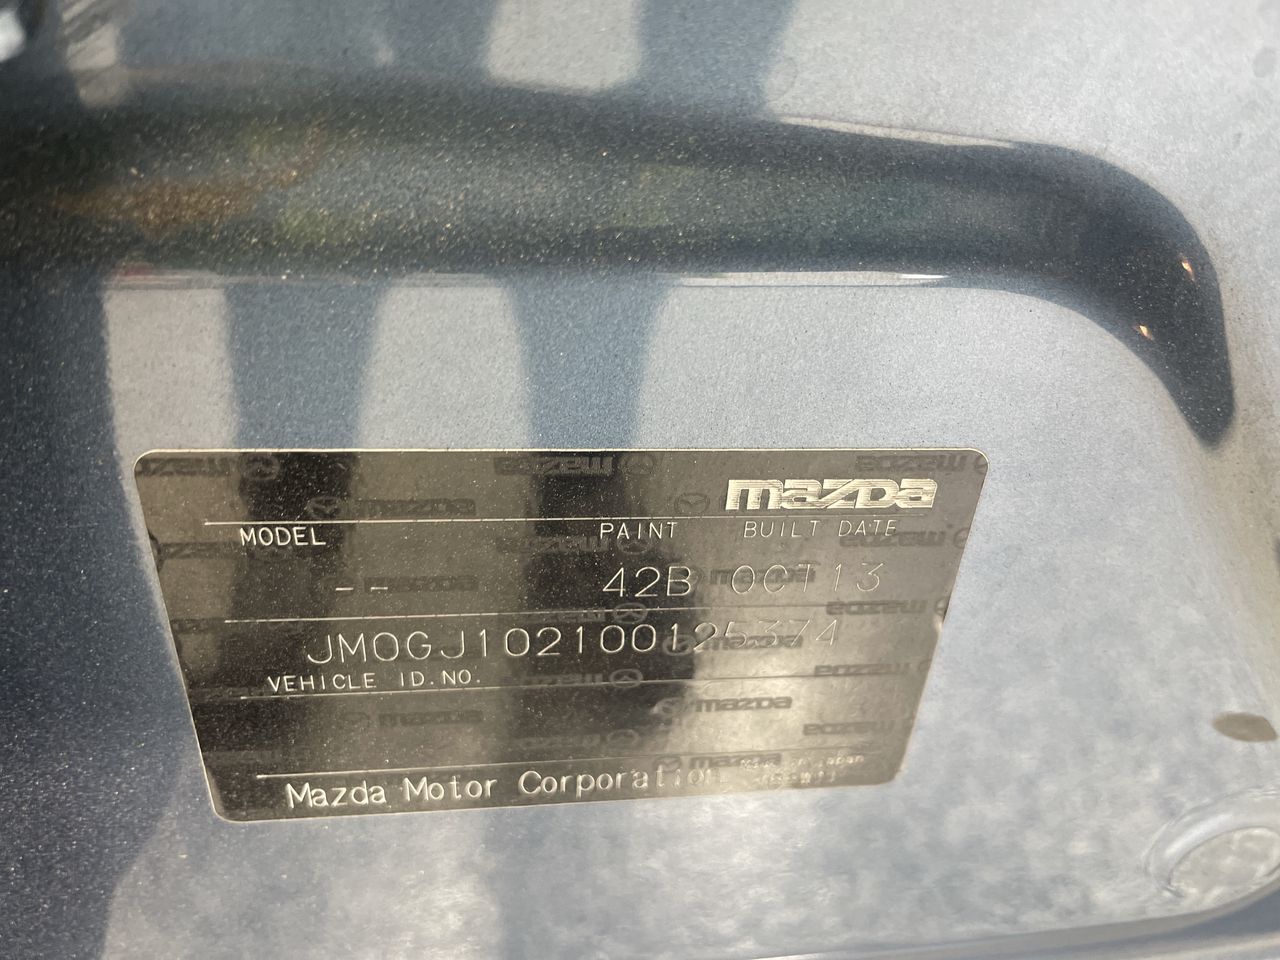 mazda
MODEL PAINT BUILT DATE
-- 42B OCT13
JM0GJ102100125374
VEHICLE ID.NO.
Mazda Motor Corporation